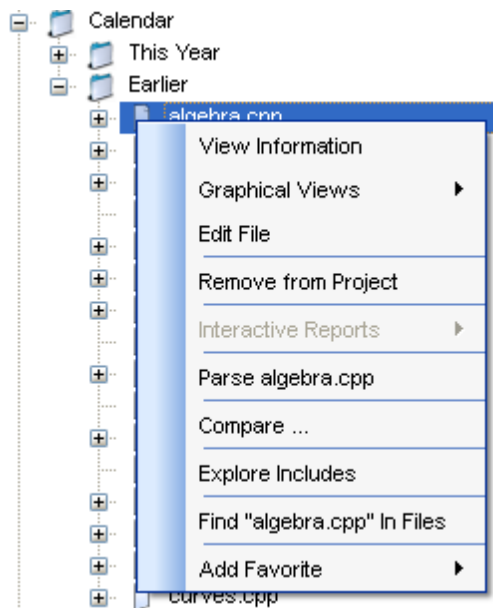 Calendar
This Year
Earlier
algebra.cpp
View Information
Graphical Views
Edit File
Remove from Project
Interactive Reports
Parse algebra.cpp
Compare ...
Explore Includes
Find "algebra.cpp" In Files
Add Favorite
curves.cpp